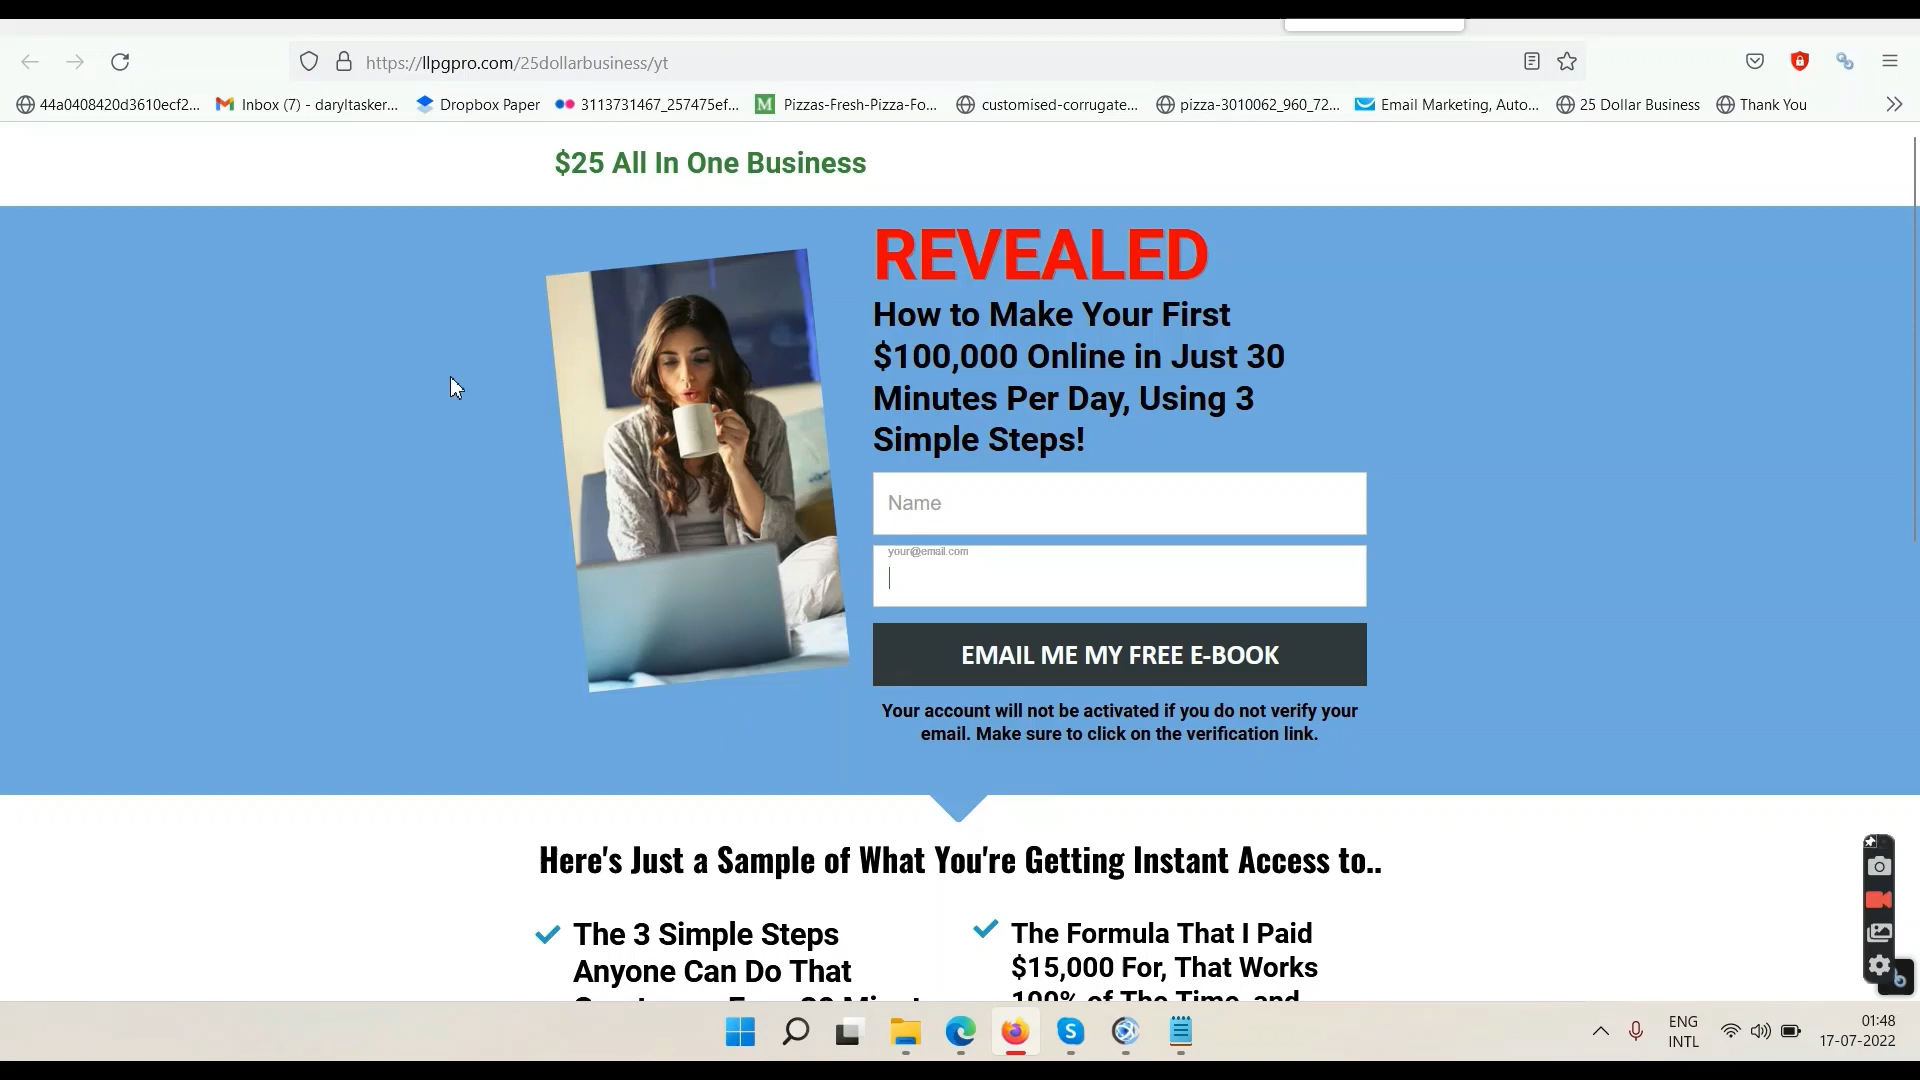 https://llpgpro.com/25dollarbusiness/yt
44a0408420d3610ecf2...
Inbox (7) - daryltasker...
Dropbox Paper
3113731467_257475ef...
M
Pizzas-Fresh-Pizza-Fo...
customised-corrugate...
pizza-3010062_960_72...
Email Marketing, Auto...
25 Dollar Business
Thank You
$25 All In One Business
REVEALED
How to Make Your First
$100,000 Online in Just 30
Minutes Per Day, Using 3
Simple Steps!
Name
your@email.com
EMAIL ME MY FREE E-BOOK
Your account will not be activated if you do not verify your
email. Make sure to click on the verification link.
Here's Just a Sample of What You're Getting Instant Access to..
The 3 Simple Steps
Anyone Can Do That
The Formula That I Paid
$15,000 For, That Works
100% of The Time, and
ENG
INTL
01:48
17-07-2022